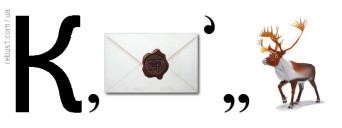 К , ’ ,,
rebus1.com / ua